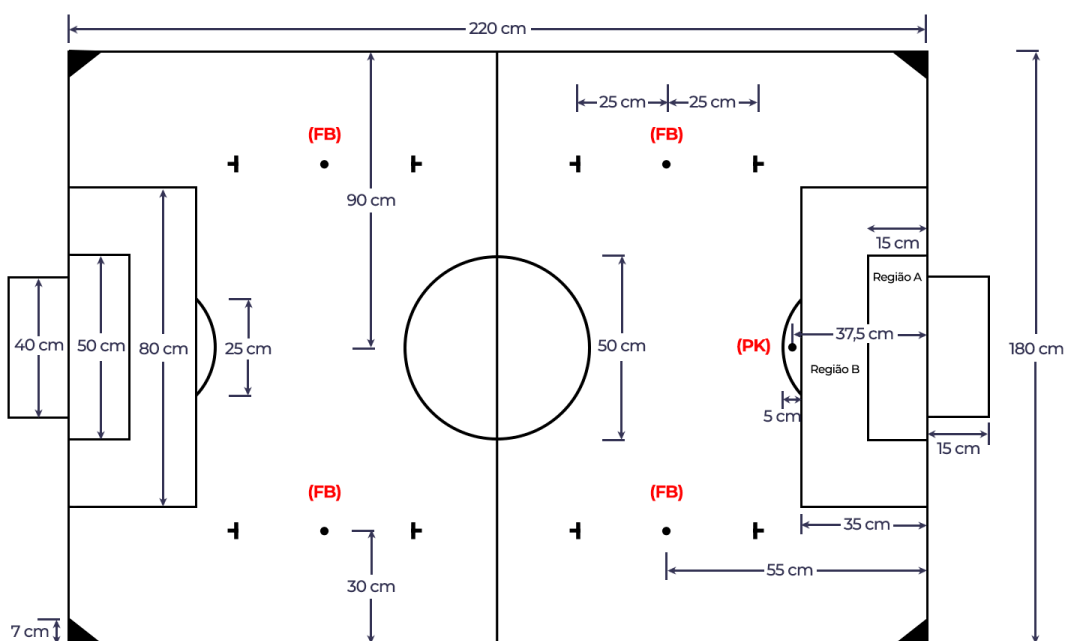 220 cm
25 cm
25 cm
(FB)
(FB)
90 cm
15 cm
Região A
37,5 cm
40 cm
50 cm
80 cm
25 cm
50 cm
(PK)
180 cm
Região B
5 cm
15 cm
(FB)
(FB)
35 cm
55 cm
30 cm
7 cm